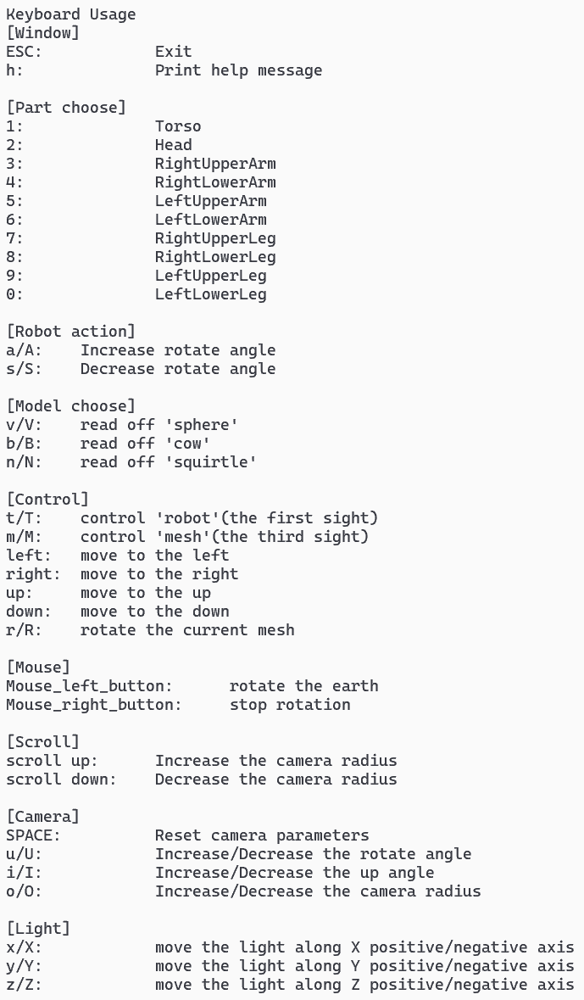 Keyboard Usage
[Window]
ESC: Exit
h: Print help message
[Part choose]
1: Torso
2: Head
3: RightUpperArm
4: RightLowerArm
5: LeftUpperArm
6: LeftLowerArm
7: RightUpperLeg
8: RightLowerLeg
9: LeftUpperLeg
0: LeftLowerLeg
[Robot action]
a/A: Increase rotate angle
s/S: Decrease rotate angle
[Model choose]
v/V: read off 'sphere'
b/B: read off 'cow'
n/N: read off 'squirtle'
[Control]
t/T: control 'robot'(the first sight)
m/M: control 'mesh'(the third sight)
left: move to the left
right: move to the right
up: move to the up
down: move to the down
r/R: rotate the current mesh
[Mouse]
Mouse_left_button: rotate the earth
Mouse_right_button: stop rotation
[Scroll]
scroll up: Increase the camera radius
scroll down: Decrease the camera radius
[Camera]
SPACE: Reset camera parameters
u/U: Increase/Decrease the rotate angle
i/I: Increase/Decrease the up angle
o/O: Increase/Decrease the camera radius
[Light]
x/X: move the light along X positive/negative axis
y/Y: move the light along Y positive/negative axis
z/Z: move the light along Z positive/negative axis